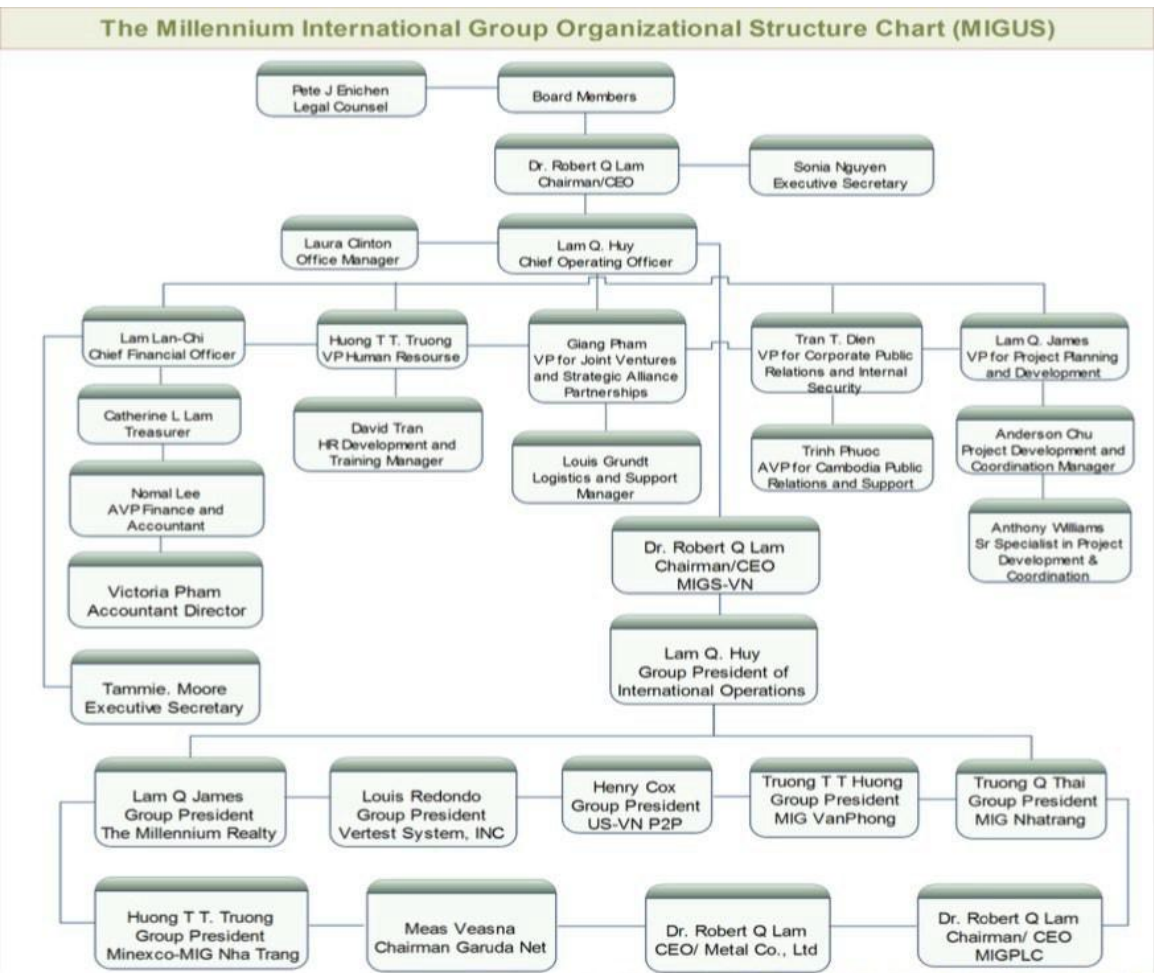 The Millennium International Group Organizational Structure Chart (MIGUS)
Pete J Enichen
Legal Counsel
Board Members
Dr. Robert Q Lam
Chairman/CEO
Sonia Nguyen
Executive Secretary
Laura Clinton
Office Manager
Lam Q. Huy
Chief Operating Officer
Lam Lan-Chi
Chief Financial Officer
Huong T T. Truong
VP Human Resourse
Giang Pham
VP for Joint Ventures
and Strategic Alliance
Partnerships
Tran T. Dien
VP for Corporate Public
Relations and Internal
Security
Lam Q. James
VP for Project Planning
and Development
Catherine L Lam
Treasurer
David Tran
HR Development and
Training Manager
Louis Grundt
Logistics and Support
Manager
Trinh Phuoc
AVP for Cambodia Public
Relations and Support
Anderson Chu
Project Development and
Coordination Manager
Nomal Lee
AVP Finance and
Accountant
Anthony Williams
Sr Specialist in Project
Development &
Coordination
Victoria Pham
Accountant Director
Dr. Robert Q Lam
Chairman/CEO
MIGS-VN
Lam Q. Huy
Group President of
International Operations
Tammie. Moore
Executive Secretary
Lam Q James
Group President
The Millennium Realty
Louis Redondo
Group President
Vertest System, INC
Henry Cox
Group President
US-VN P2P
Truong T T Huong
Group President
MIG VanPhong
Truong Q Thai
Group President
MIG Nhatrang
Huong T T. Truong
Group President
Minexco-MIG Nha Trang
Meas Veasna
Chairman Garuda Net
Dr. Robert Q Lam
CEO/ Metal Co., Ltd
Dr. Robert Q Lam
Chairman/ CEO
MIGPLC